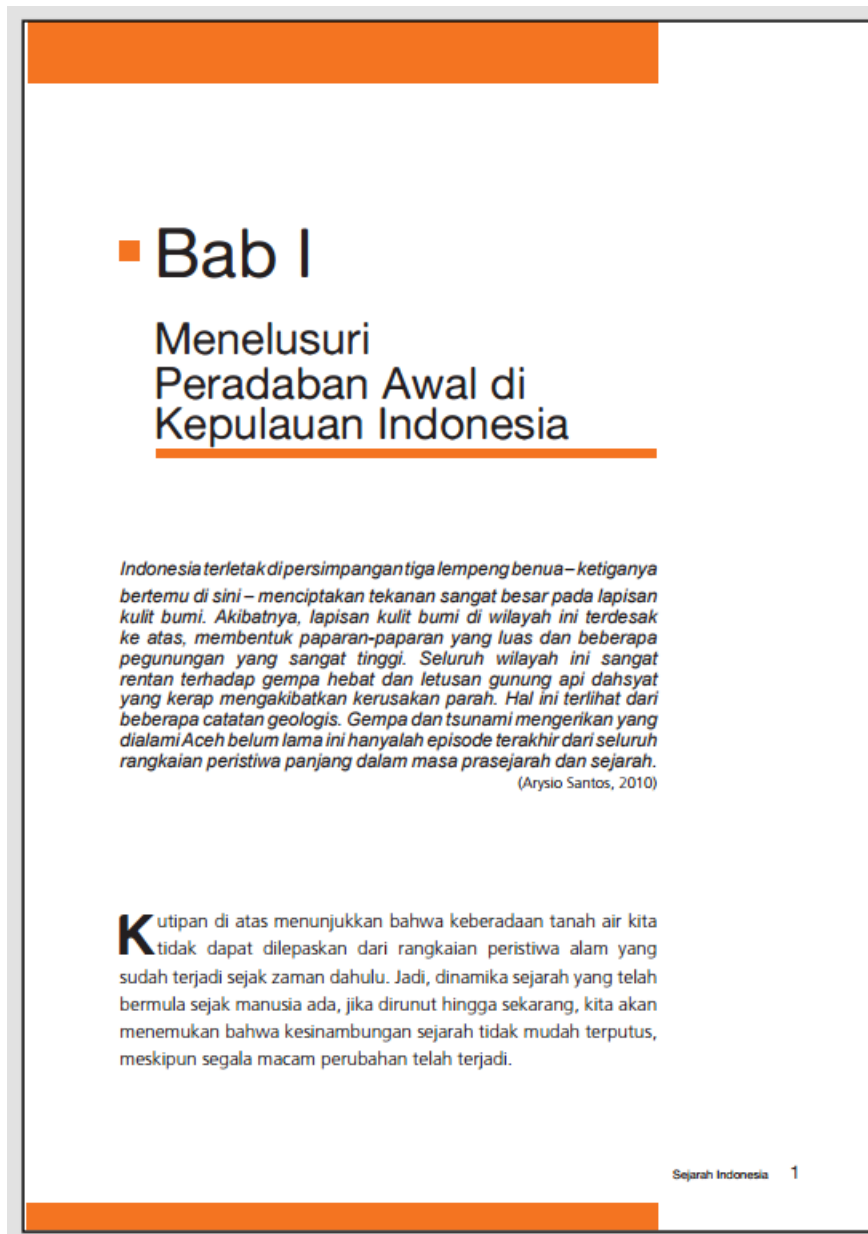 Bab I
Menelusuri
Peradaban Awal di
Kepulauan Indonesia
Indonesia terletak di persimpangan tiga lempeng benua – ketiganya
bertemu di sini – menciptakan tekanan sangat besar pada lapisan
kulit bumi. Akibatnya, lapisan kulit bumi di wilayah ini terdesak
ke atas, membentuk paparan-paparan yang luas dan beberapa
pegunungan yang sangat tinggi. Seluruh wilayah ini sangat
rentan terhadap gempa hebat dan letusan gunung api dahsyat
yang kerap mengakibatkan kerusakan parah. Hal ini terlihat dari
beberapa catatan geologis. Gempa dan tsunami mengerikan yang
dialami Aceh belum lama ini hanyalah episode terakhir dari seluruh
rangkaian peristiwa panjang dalam masa prasejarah dan sejarah.
(Arysio Santos, 2010)
Kutipan di atas menunjukkan bahwa keberadaan tanah air kita
tidak dapat dilepaskan dari rangkaian peristiwa alam yang
sudah terjadi sejak zaman dahulu. Jadi, dinamika sejarah yang telah
bermula sejak manusia ada, jika dirunut hingga sekarang, kita akan
menemukan bahwa kesinambungan sejarah tidak mudah terputus,
meskipun segala macam perubahan telah terjadi.
Sejarah Indonesia 1